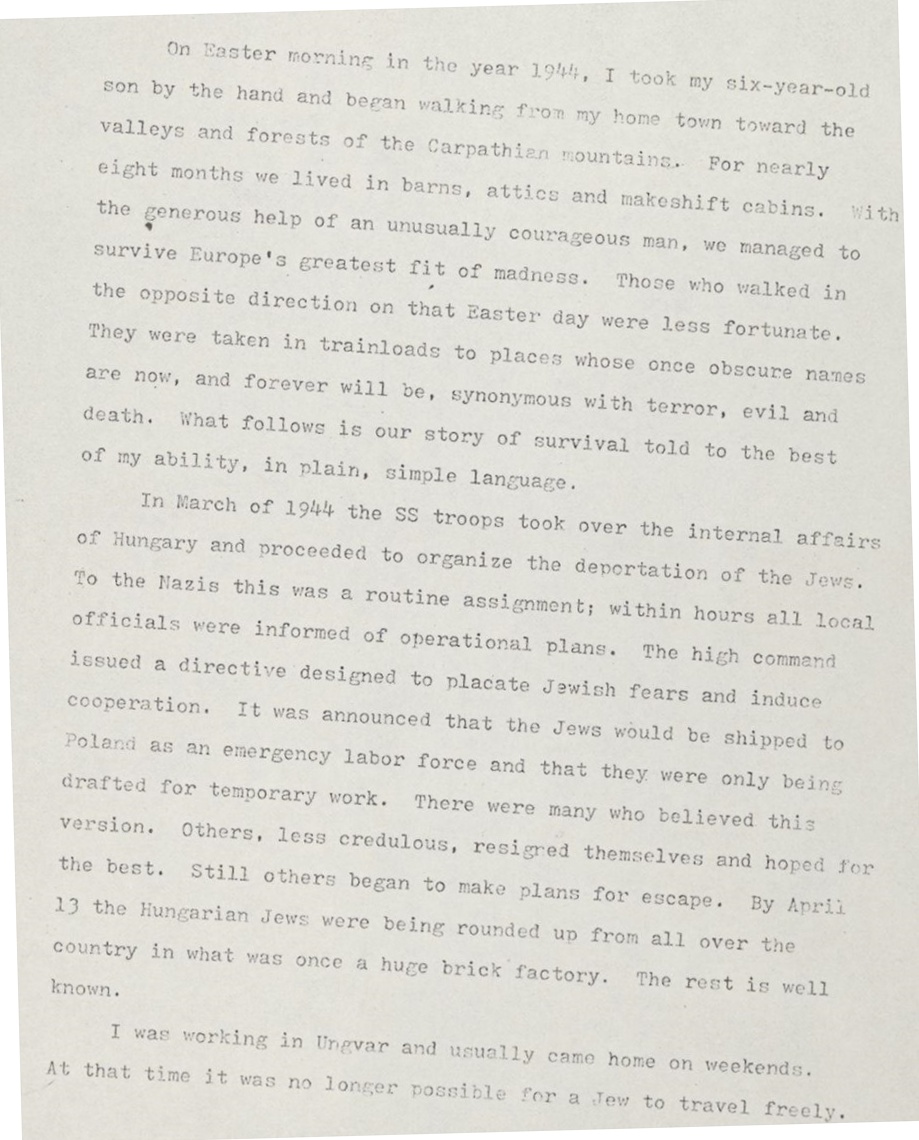 On Easter morning in the year 1944, I took my six-year-old
son by the hand and began walking from my home town toward the
valleys and forests of the Carpathian mountains. For nearly
eight months we lived in barns, attics and makeshift cabins. With
the generous help of an unusually courageous man, we managed to
survive Europe's greatest fit of madness. Those who walked in
the opposite direction on that Easter day were less fortunate.
They were taken in trainloads to places whose once obscure names
are now, and forever will be, synonymous with terror, evil and
death. What follows is our story of survival told to the best
of my ability, in plain, simple language.
In March of 1944 the SS troops took over the internal affairs
of Hungary and proceeded to organize the deportation of the Jews.
To the Nazis this was a routine assignment; within hours all local
officials were informed of operational plans. The high command
issued a directive designed to placate Jewish fears and induce
cooperation. It was announced that the Jews would be shipped to
Poland as an emergency labor force and that they were only being
drafted for temporary work. There were many who believed this
version. Others, less credulous, resigned themselves and hoped for
the best. Still others began to make plans for escape. By April
13 the Hungarian Jews were being rounded up from all over the
country in what was once a huge brick factory. The rest is well
known.
I was working in Ungvar and usually came home on weekends.
At that time it was no longer possible for a Jew to travel freely.